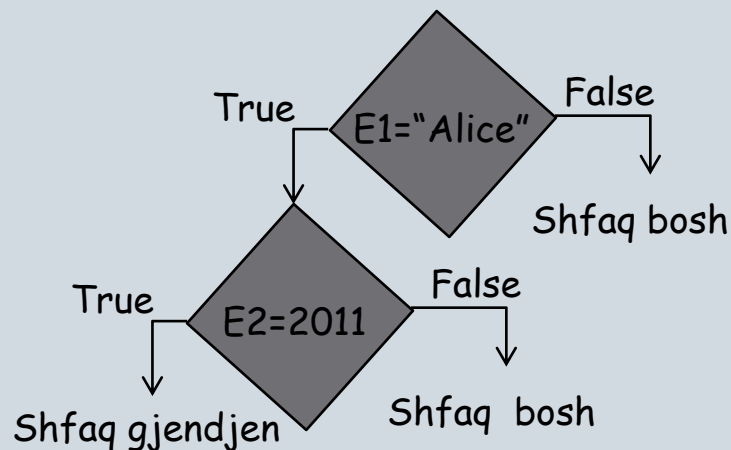 True
False
E1=“Alice”
Shfaq bosh
True
False
E2=2011
Shfaq gjendjen
Shfaq bosh